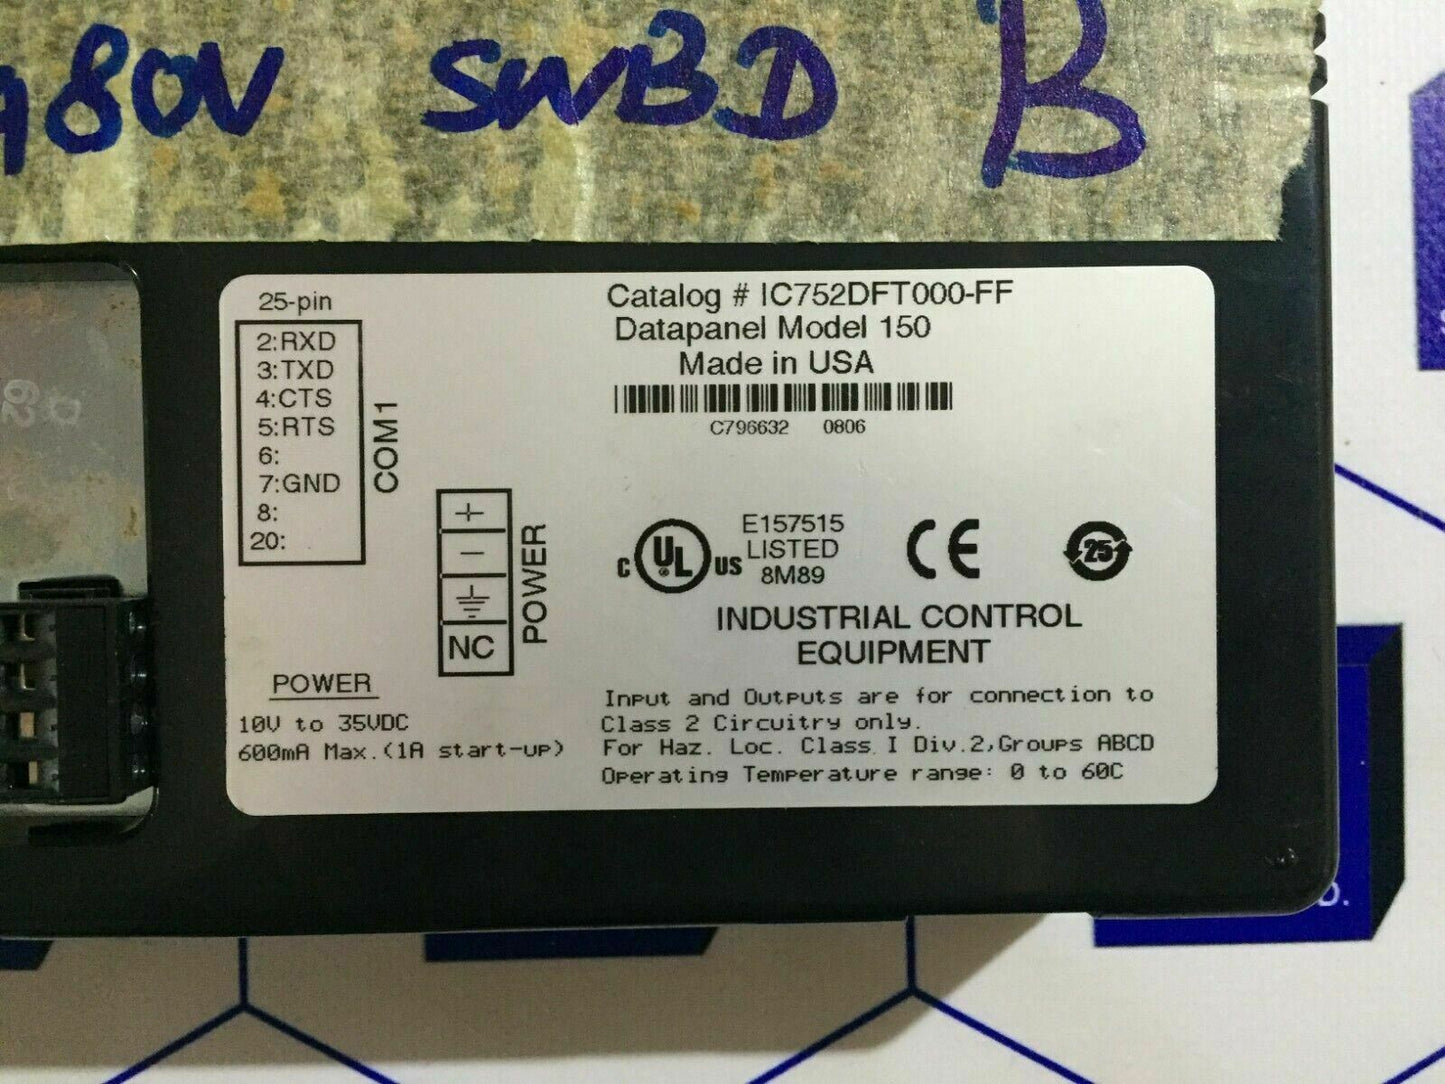 480V SWBD B
25-pin
2:RXD
3:TXD
4:CTS
5:RTS
6:
7:GND
8:
20:
COM1
+
−
NC
POWER
POWER
10V to 35VDC
600mA Max.(1A start-up)
Catalog # IC752DFT000-FF
Datapanel Model 150
Made in USA
C796632 0806
C UL ® US
E157515
LISTED
8M89
CE
25
INDUSTRIAL CONTROL
EQUIPMENT
Input and Outputs are for connection to
Class 2 Circuitry only.
For Haz. Loc. Class I Div.2,Groups ABCD
Operating Temperature range: 0 to 60C
D.